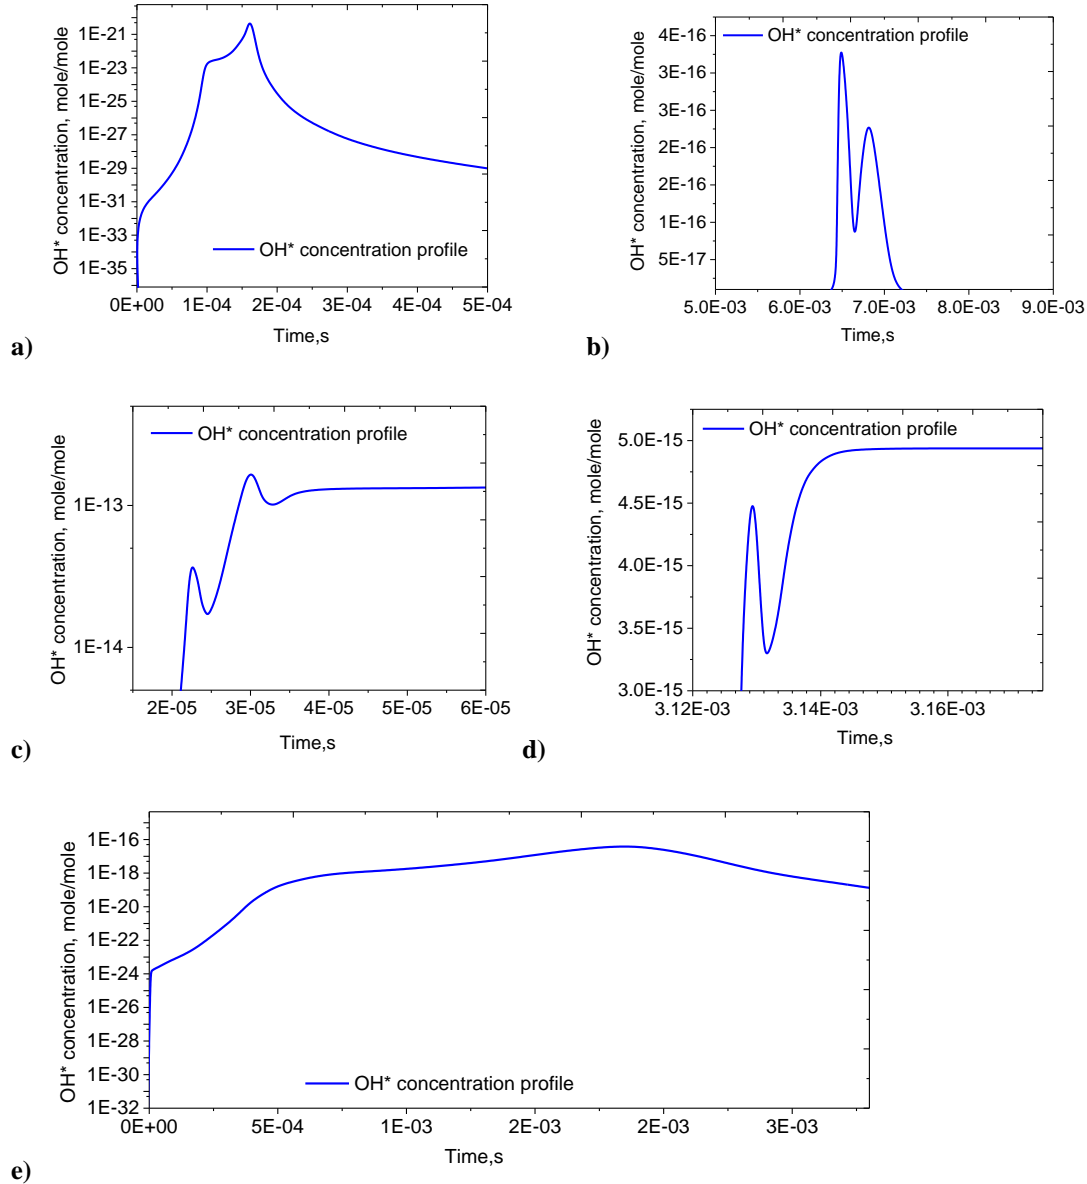 OH* concentration, mole/mole
1E-21
1E-23
1E-25
1E-27
1E-29
1E-31
1E-33
1E-35
OH* concentration profile
0E+00 1E-04 2E-04 3E-04 4E-04 5E-04
Time,s
a)
OH* concentration, mole/mole
OH* concentration profile
4E-16
3E-16
3E-16
2E-16
2E-16
1E-16
5E-17
5.0E-03 6.0E-03 7.0E-03 8.0E-03 9.0E-03
Time,s
b)
OH* concentration, mole/mole
OH* concentration profile
1E-13
1E-14
2E-05 3E-05 4E-05 5E-05 6E-05
Time,s
c)
OH* concentration, mole/mole
OH* concentration profile
5.0E-15
4.5E-15
4.0E-15
3.5E-15
3.0E-15
3.12E-03 3.14E-03 3.16E-03
Time,s
d)
OH* concentration, mole/mole
1E-16
1E-18
1E-20
1E-22
1E-24
1E-26
1E-28
1E-30
1E-32
OH* concentration profile
0E+00 5E-04 1E-03 2E-03 2E-03 3E-03
Time,s
e)